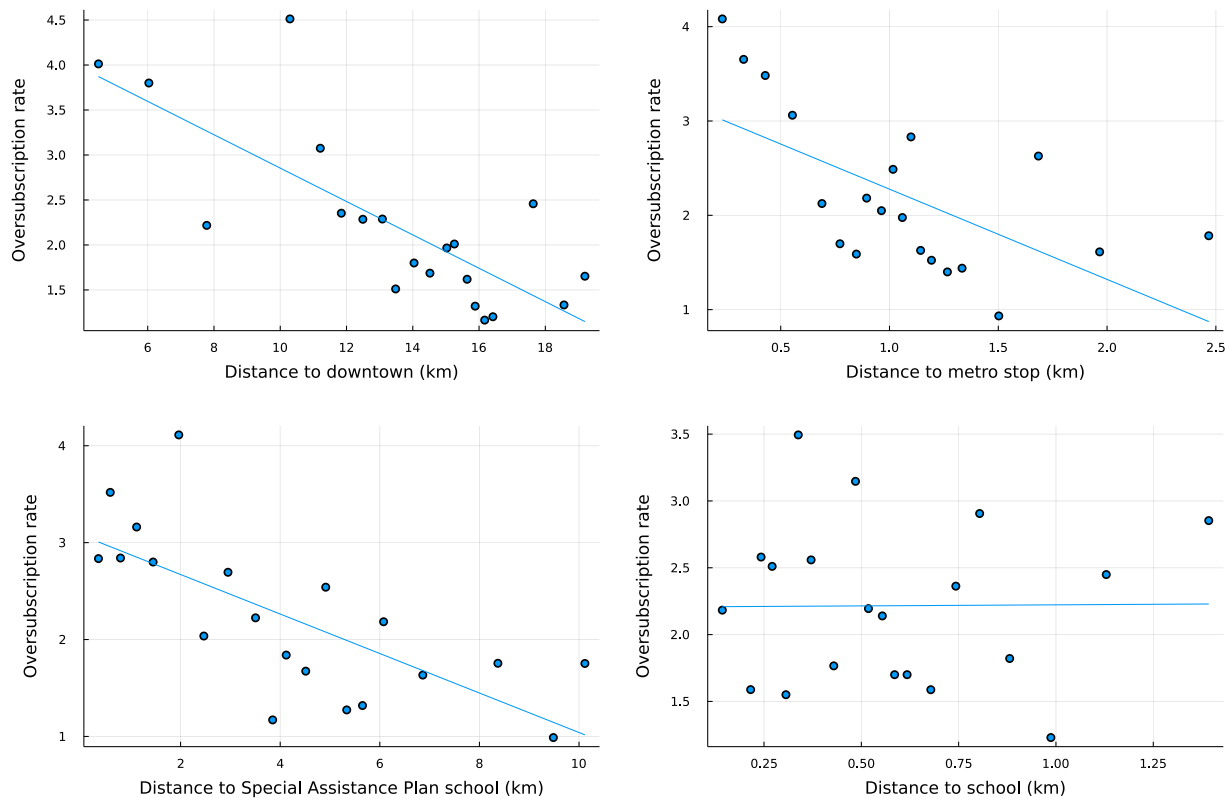 4.5
4.0
3.5
3.0
2.5
2.0
1.5
Oversubscription rate
6 8 10 12 14 16 18
Distance to downtown (km)
4
3
2
1
Oversubscription rate
0.5 1.0 1.5 2.0 2.5
Distance to metro stop (km)
4
3
2
1
Oversubscription rate
2 4 6 8 10
Distance to Special Assistance Plan school (km)
3.5
3.0
2.5
2.0
1.5
Oversubscription rate
0.25 0.50 0.75 1.00 1.25
Distance to school (km)